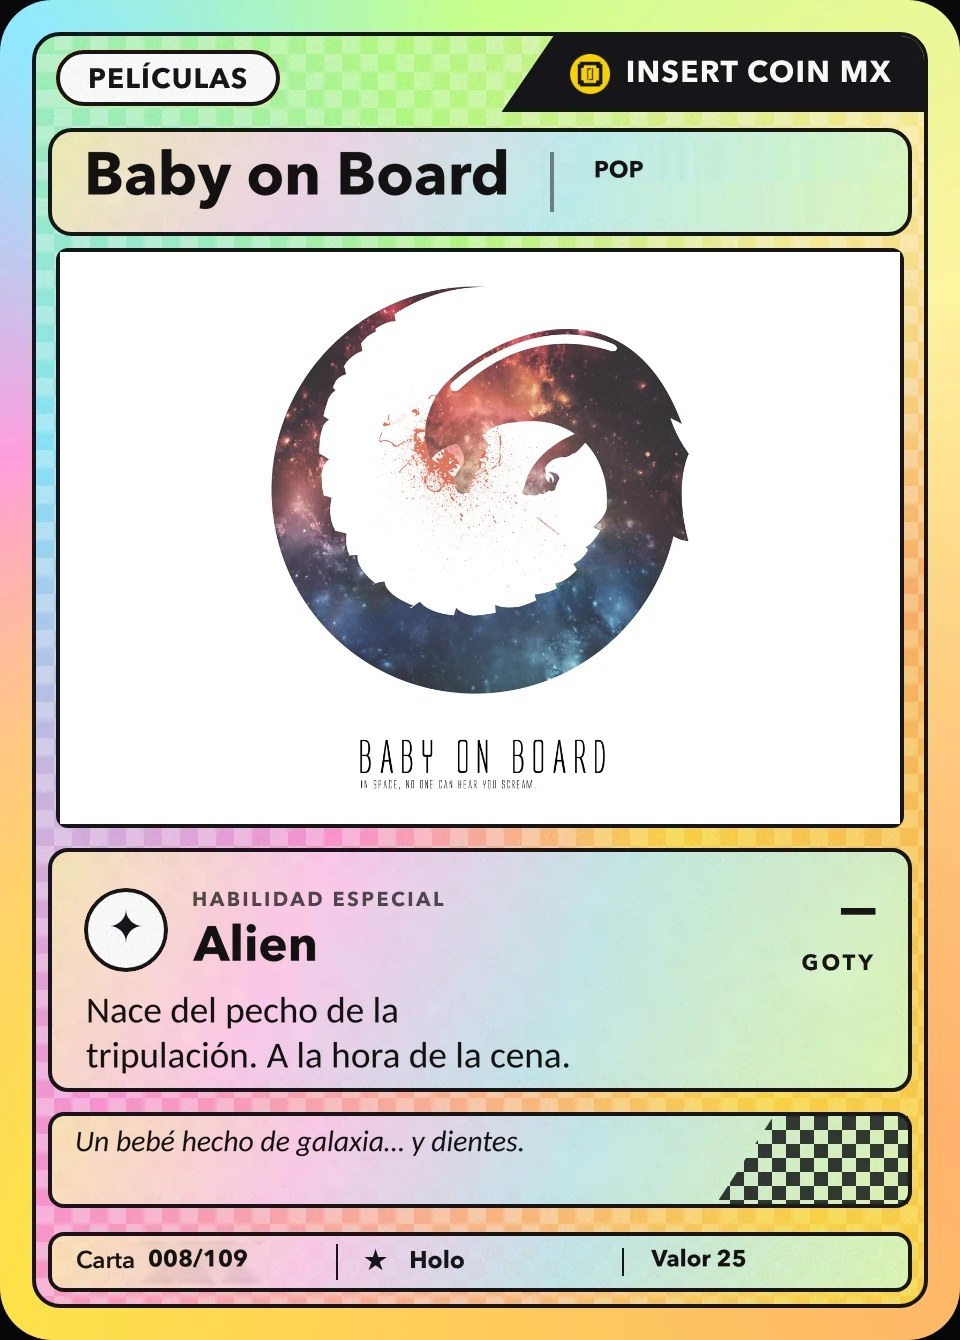 PELÍCULAS
INSERT COIN MX
Baby on Board
POP
BABY ON BOARD
IN SPACE, NO ONE CAN HEAR YOU SCREAM.
HABILIDAD ESPECIAL
Alien
—
GOTY
Nace del pecho de la
tripulación. A la hora de la cena.
Un bebé hecho de galaxia... y dientes.
Carta 008/109
★ Holo
Valor 25